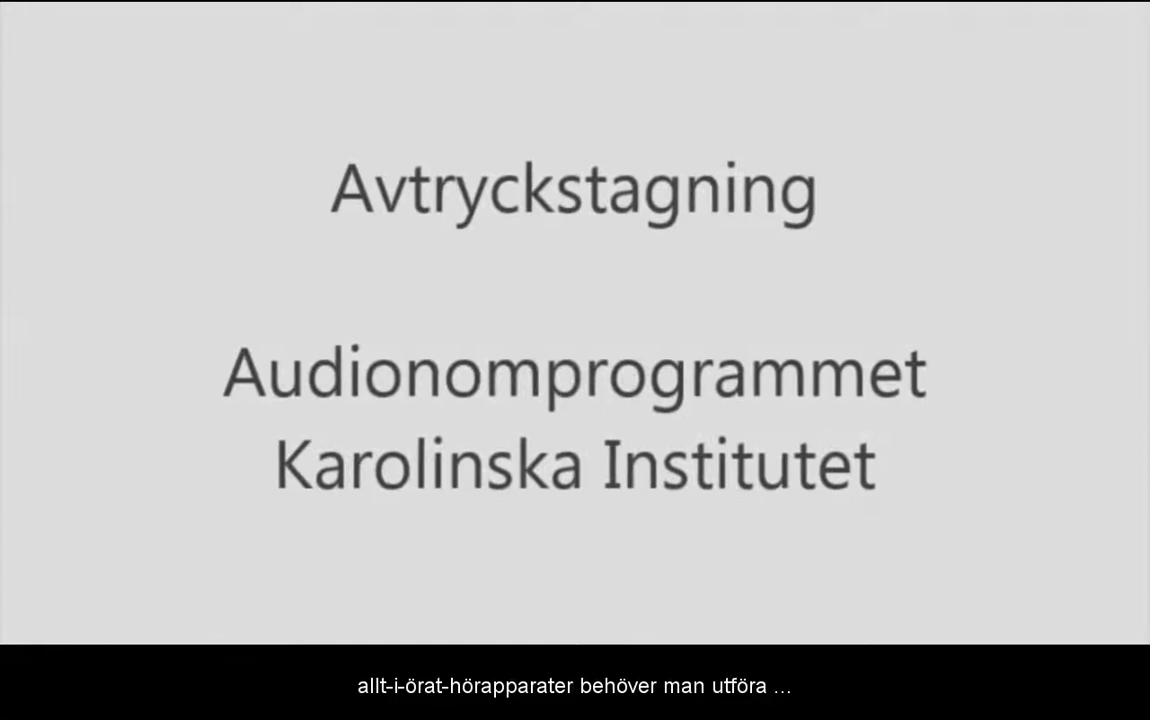 Avtryckstagning
Audionomprogrammet
Karolinska Institutet
allt-i-örat-hörapparater behöver man utföra ...